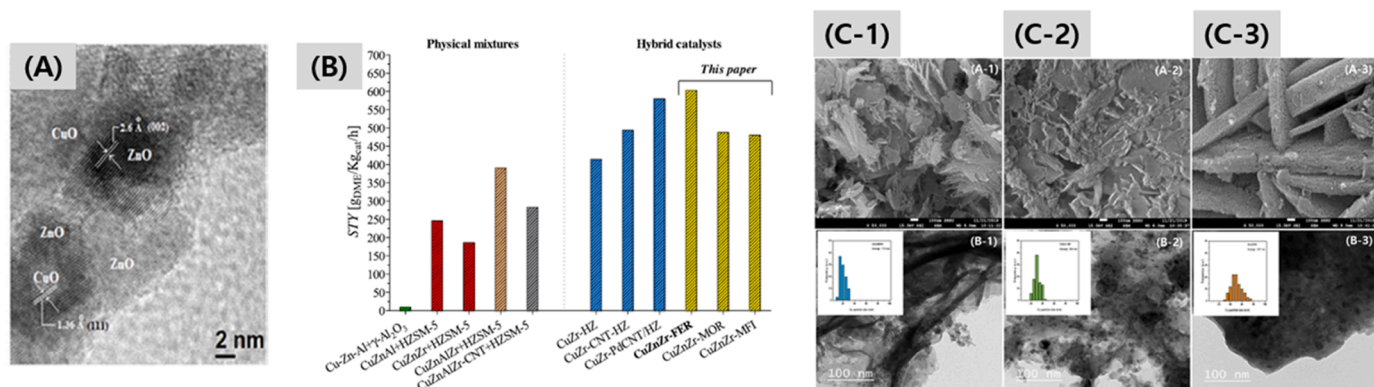 (A)
CuO
2.6 Å (002)
ZnO
ZnO
ZnO
CuO
(111)
2 nm
(B)
Physical mixtures
Hybrid catalysts
This paper
STY [gDME/Kgcat/h]
700
650
600
550
500
450
400
350
300
250
200
150
100
50
0
Cu-Zn-Al+γ-Al2O3
CuZnAl+HZSM-5
CuZnZr+HZSM-5
CuZnAlZr+HZSM-5
CuZnAlZr-CNT+HZSM-5
CuZr-HZ
CuZr-CNT-HZ
CuZr-PdCNT/HZ
CuZnZr-FER
CuZnZr-MOR
CuZnZr-MFI
(C-1)
(C-2)
(C-3)
(A-1)
(A-2)
(A-3)
(B-1)
(B-2)
(B-3)
100 nm
100 nm
100 nm